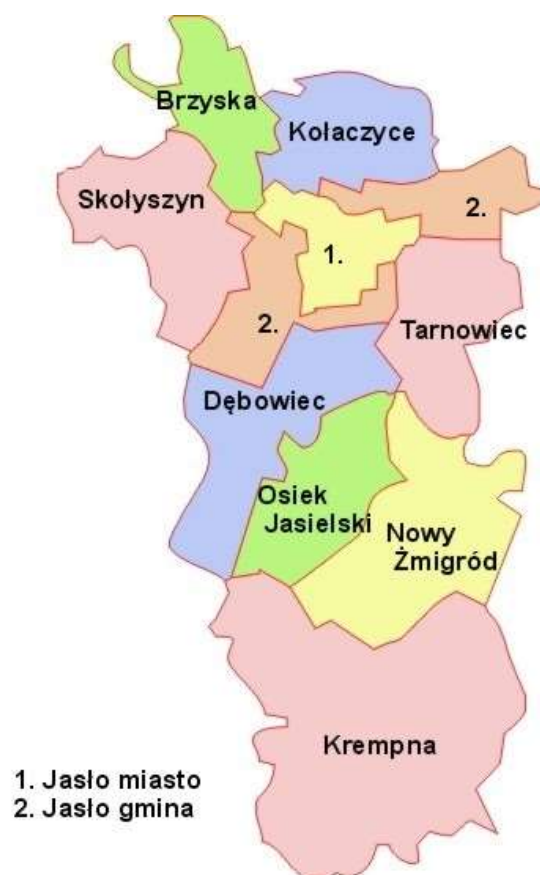 Brzyska
Kołaczyce
Skołyszyn
2.
1.
2.
Tarnowiec
Dębowiec
Osiek
Jasielski
Nowy
Żmigród
Krempna
1. Jasło miasto
2. Jasło gmina